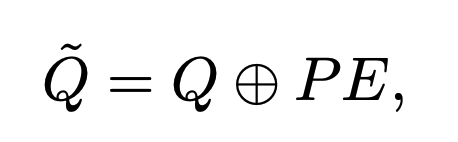 Q̃ = Q ⊕ PE,